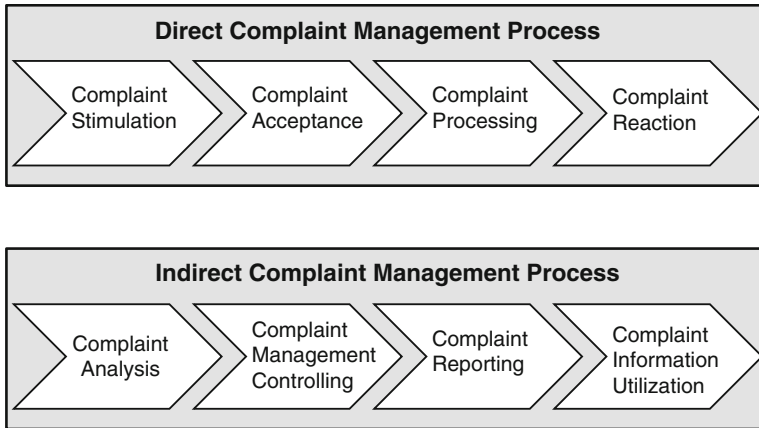 Direct Complaint Management Process
Complaint
Stimulation
Complaint
Acceptance
Complaint
Processing
Complaint
Reaction
Indirect Complaint Management Process
Complaint
Analysis
Complaint
Management
Controlling
Complaint
Reporting
Complaint
Information
Utilization